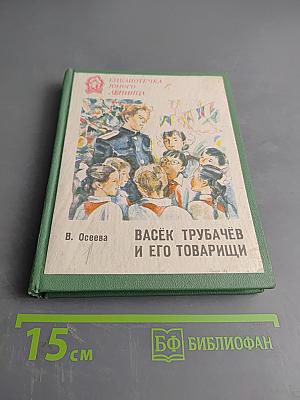 БИБЛИОТЕЧКА
ЮНОГО
ЛЕНИНЦА
В. Осеева
ВАСЁК ТРУБАЧЁВ
И ЕГО ТОВАРИЩИ
15 см
БФ БИБЛИОФАН